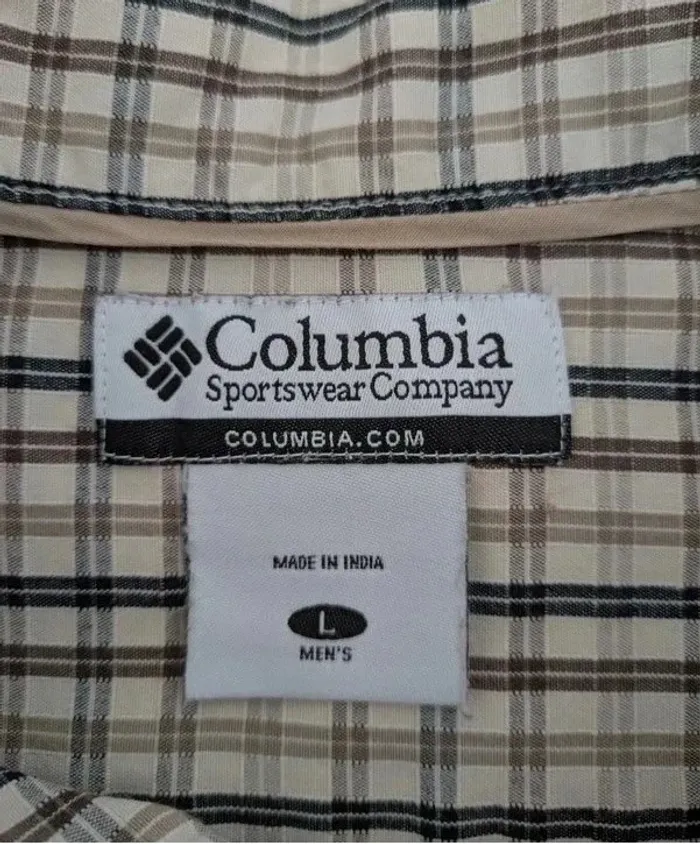 Columbia
Sportswear Company
COLUMBIA.COM
MADE IN INDIA
L
MEN'S